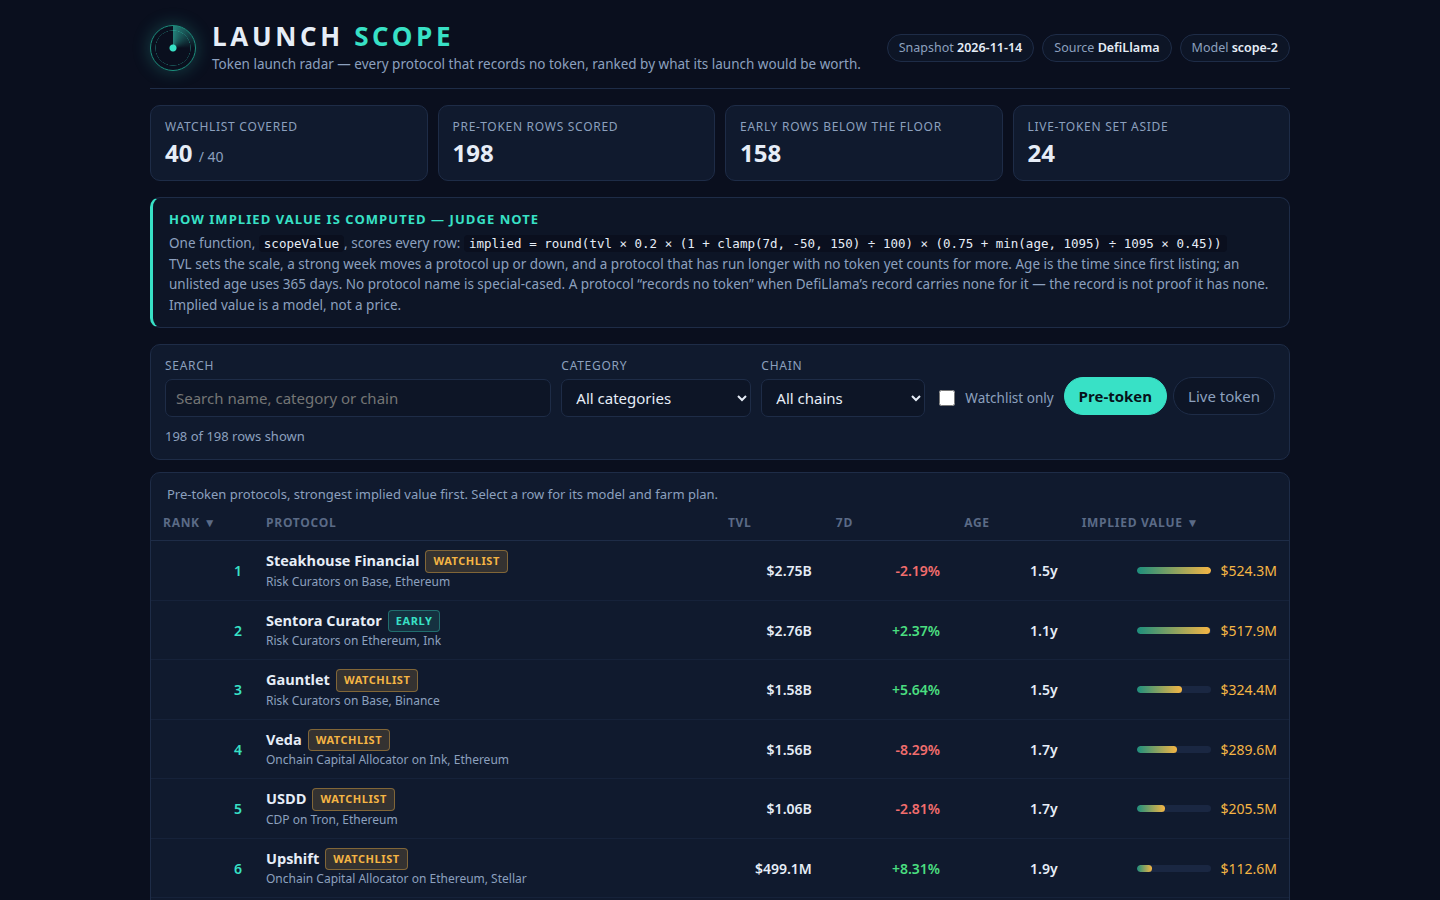 LAUNCH SCOPE
Token launch radar — every protocol that records no token, ranked by what its launch would be worth.
Snapshot 2026-11-14
Source DefiLlama
Model scope-2
WATCHLIST COVERED
40 / 40
PRE-TOKEN ROWS SCORED
198
EARLY ROWS BELOW THE FLOOR
158
LIVE-TOKEN SET ASIDE
24
HOW IMPLIED VALUE IS COMPUTED — JUDGE NOTE
One function, scopeValue, scores every row: implied = round(tvl × 0.2 × (1 + clamp(7d, -50, 150) ÷ 100) × (0.75 + min(age, 1095) ÷ 1095 × 0.45))
TVL sets the scale, a strong week moves a protocol up or down, and a protocol that has run longer with no token yet counts for more. Age is the time since first listing; an
unlisted age uses 365 days. No protocol name is special-cased. A protocol “records no token” when DefiLlama’s record carries none for it — the record is not proof it has none.
Implied value is a model, not a price.
SEARCH
Search name, category or chain
CATEGORY
All categories
CHAIN
All chains
Watchlist only
Pre-token
Live token
198 of 198 rows shown
Pre-token protocols, strongest implied value first. Select a row for its model and farm plan.
RANK ▼ PROTOCOL TVL 7D AGE IMPLIED VALUE ▼
1 Steakhouse Financial WATCHLIST $2.75B -2.19% 1.5y $524.3M
Risk Curators on Base, Ethereum
2 Sentora Curator EARLY $2.76B +2.37% 1.1y $517.9M
Risk Curators on Ethereum, Ink
3 Gauntlet WATCHLIST $1.58B +5.64% 1.5y $324.4M
Risk Curators on Base, Binance
4 Veda WATCHLIST $1.56B -8.29% 1.7y $289.6M
Onchain Capital Allocator on Ink, Ethereum
5 USDD WATCHLIST $1.06B -2.81% 1.7y $205.5M
CDP on Tron, Ethereum
6 Upshift WATCHLIST $499.1M +8.31% 1.9y $112.6M
Onchain Capital Allocator on Ethereum, Stellar